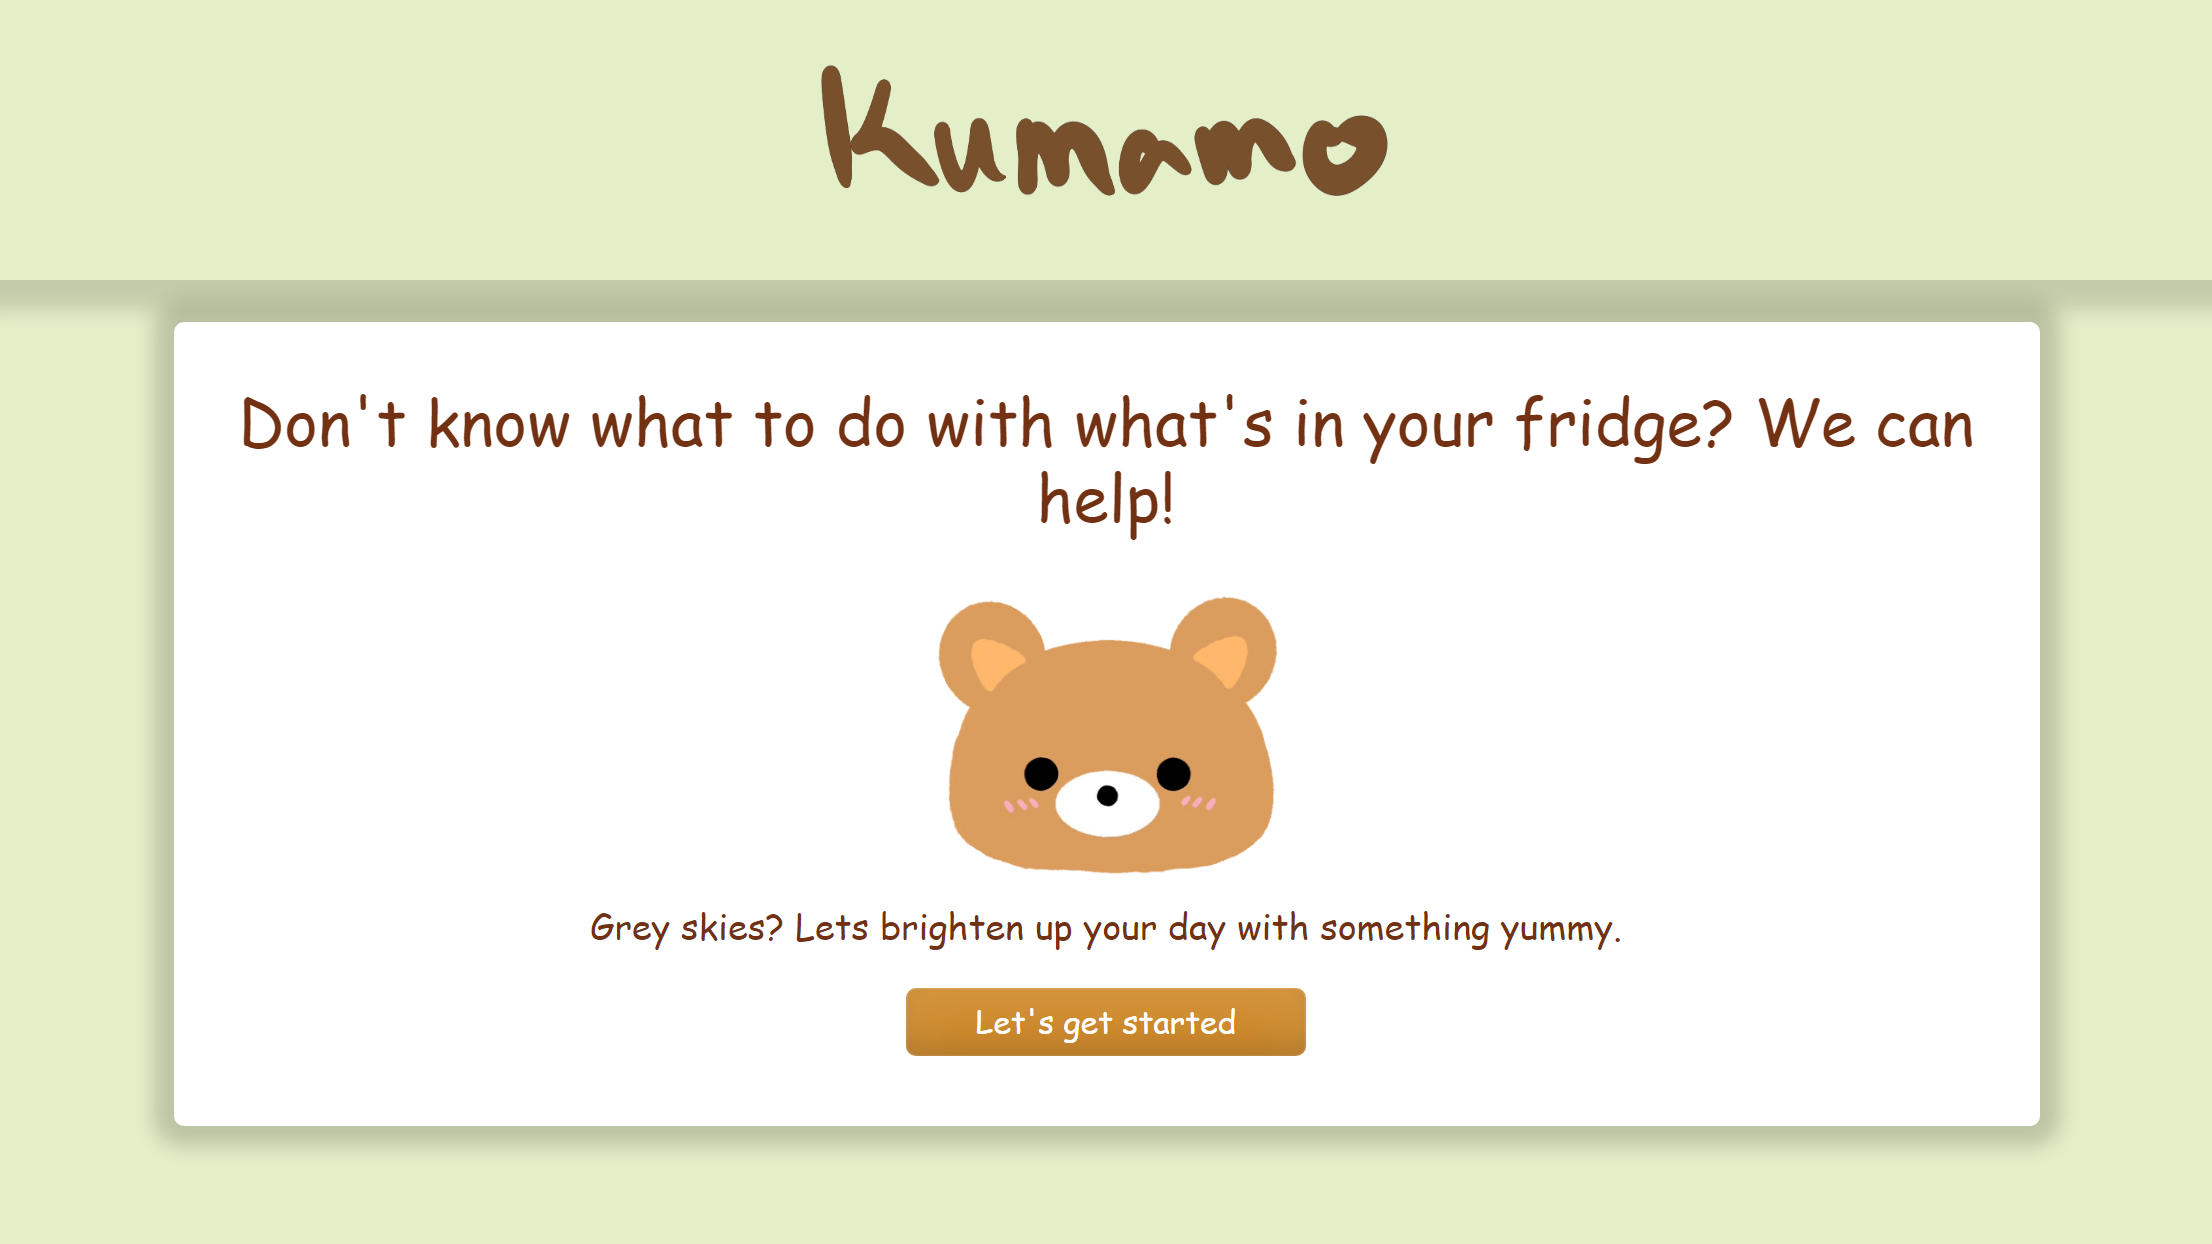 Kumamo
Don't know what to do with what's in your fridge? We can
help!
Grey skies? Lets brighten up your day with something yummy.
Let's get started